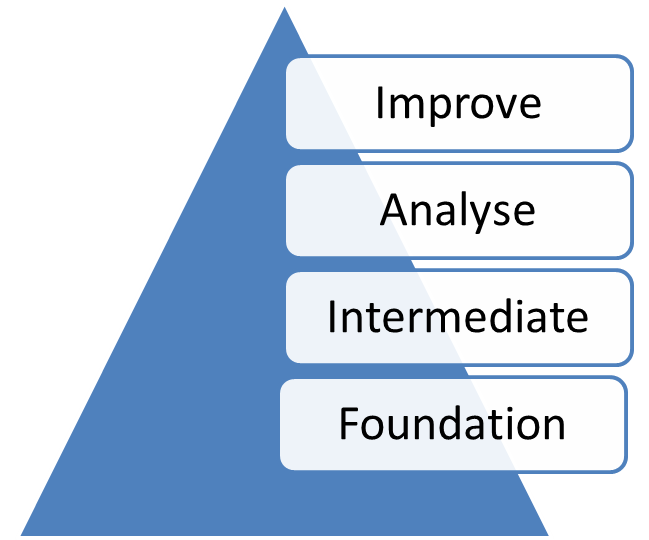 Improve
Analyse
Intermediate
Foundation